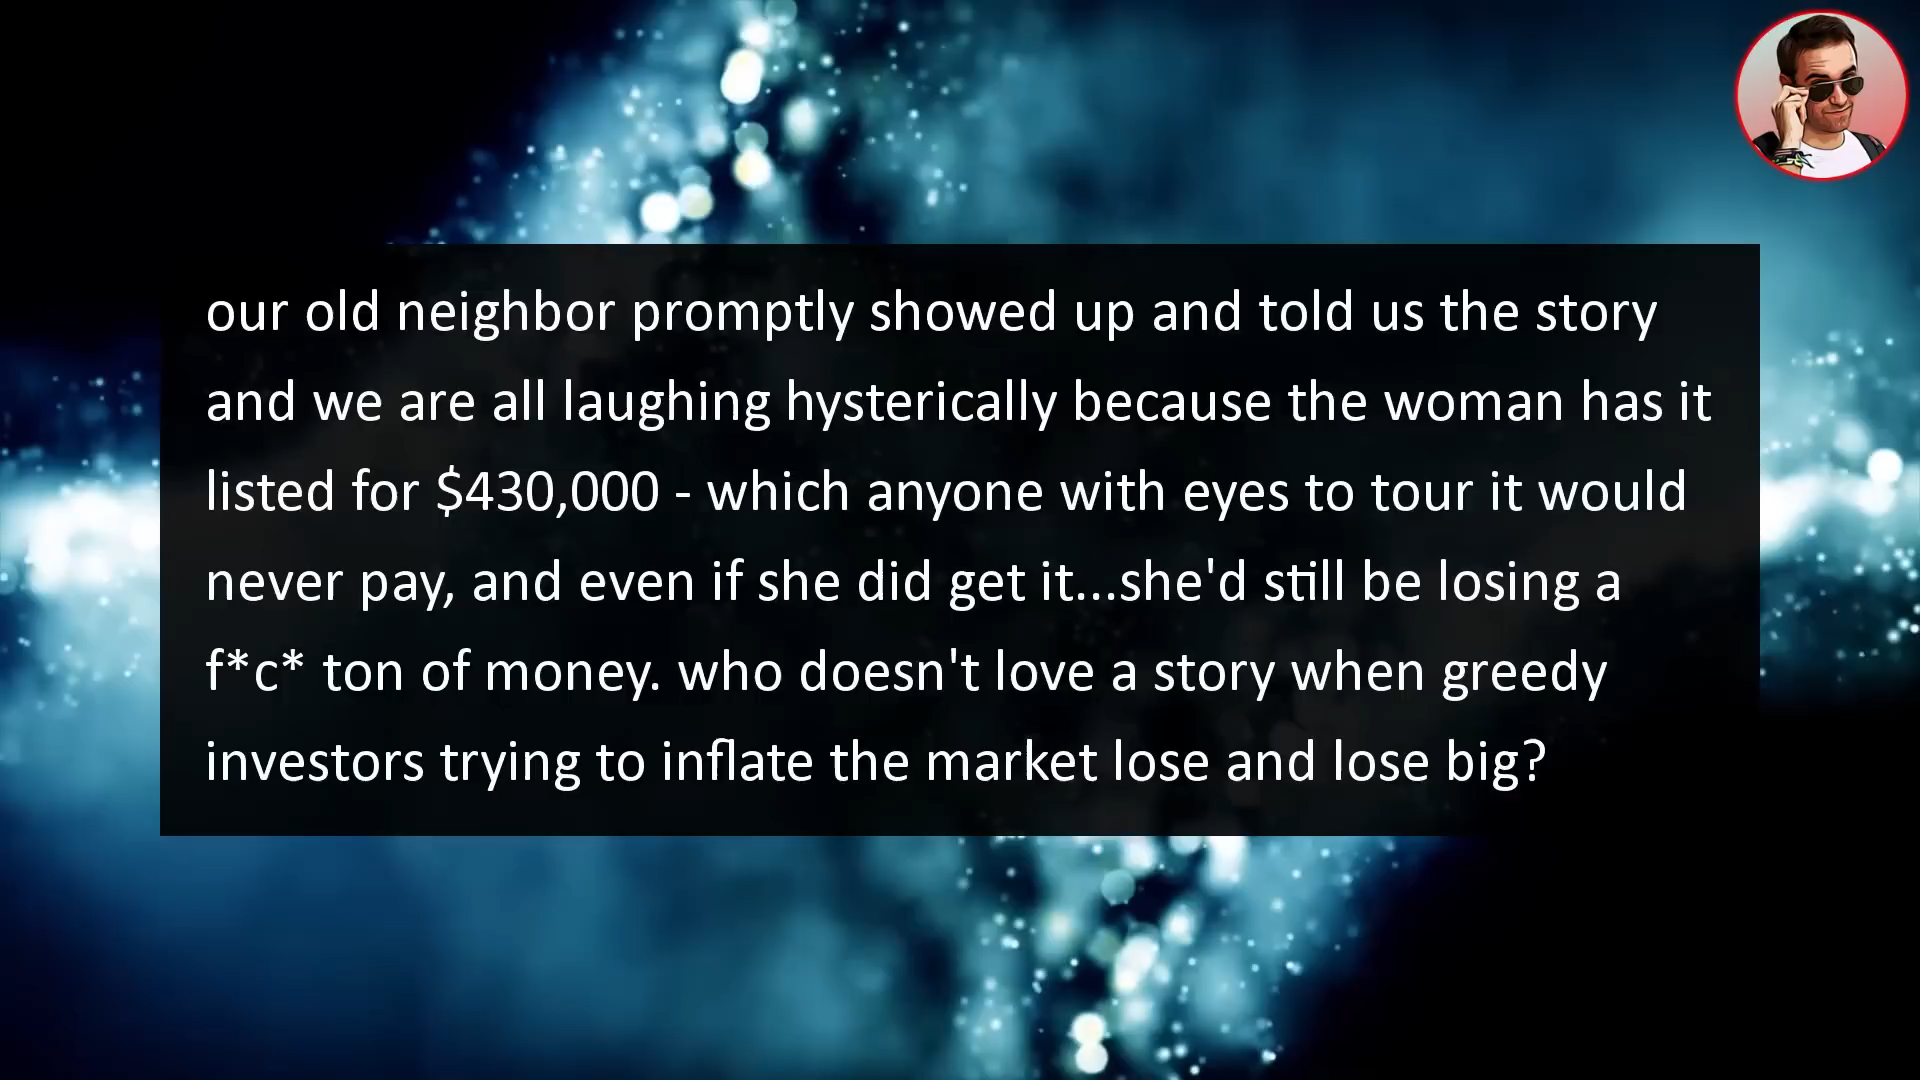 our old neighbor promptly showed up and told us the story
and we are all laughing hysterically because the woman has it
listed for $430,000 - which anyone with eyes to tour it would
never pay, and even if she did get it...she'd still be losing a
f*c* ton of money. who doesn't love a story when greedy
investors trying to inflate the market lose and lose big?